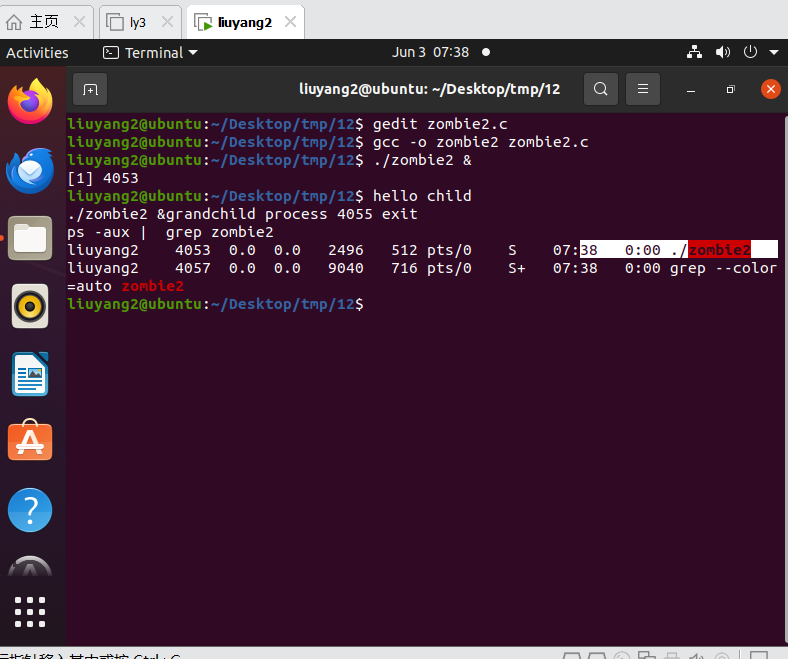 主页
ly3
liuyang2
Activities
Terminal
Jun 3 07:38
liuyang2@ubuntu: ~/Desktop/tmp/12
liuyang2@ubuntu:~/Desktop/tmp/12$ gedit zombie2.c
liuyang2@ubuntu:~/Desktop/tmp/12$ gcc -o zombie2 zombie2.c
liuyang2@ubuntu:~/Desktop/tmp/12$ ./zombie2 &
[1] 4053
liuyang2@ubuntu:~/Desktop/tmp/12$ hello child
./zombie2 &grandchild process 4055 exit
ps -aux |  grep zombie2
liuyang2    4053  0.0  0.0   2496   512 pts/0    S    07:38   0:00 ./zombie2
liuyang2    4057  0.0  0.0   9040   716 pts/0    S+   07:38   0:00 grep --color
=auto zombie2
liuyang2@ubuntu:~/Desktop/tmp/12$